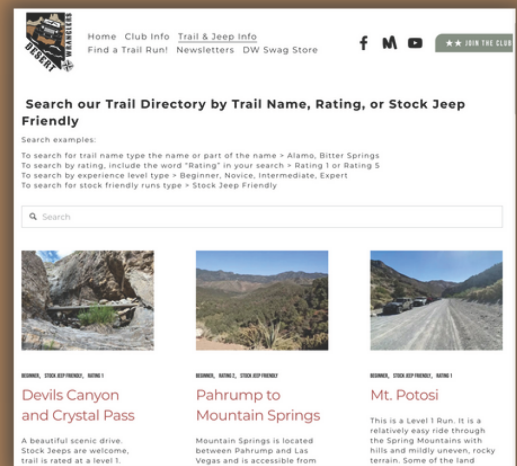 DESERT WRANGLERS
Home Club Info Trail & Jeep Info
Find a Trail Run! Newsletters DW Swag Store
★★ JOIN THE CLUB
Search our Trail Directory by Trail Name, Rating, or Stock Jeep
Friendly
Search examples:
To search for trail name type the name or part of the name > Alamo, Bitter Springs
To search by rating, include the word "Rating" in your search > Rating 1 or Rating 5
To search by experience level type > Beginner, Novice, Intermediate, Expert
To search for stock friendly runs type > Stock Jeep Friendly
Search
BEGINNER, STOCK JEEP FRIENDLY, RATING 1
Devils Canyon
and Crystal Pass
A beautiful scenic drive.
Stock Jeeps are welcome,
trail is rated at a level 1.
BEGINNER, RATING 2, STOCK JEEP FRIENDLY
Pahrump to
Mountain Springs
Mountain Springs is located
between Pahrump and Las
Vegas and is accessible from
BEGINNER, STOCK JEEP FRIENDLY, RATING 1
Mt. Potosi
This is a Level 1 Run. It is a
relatively easy ride through
the Spring Mountains with
hills and mildly uneven, rocky
terrain. Some of the land